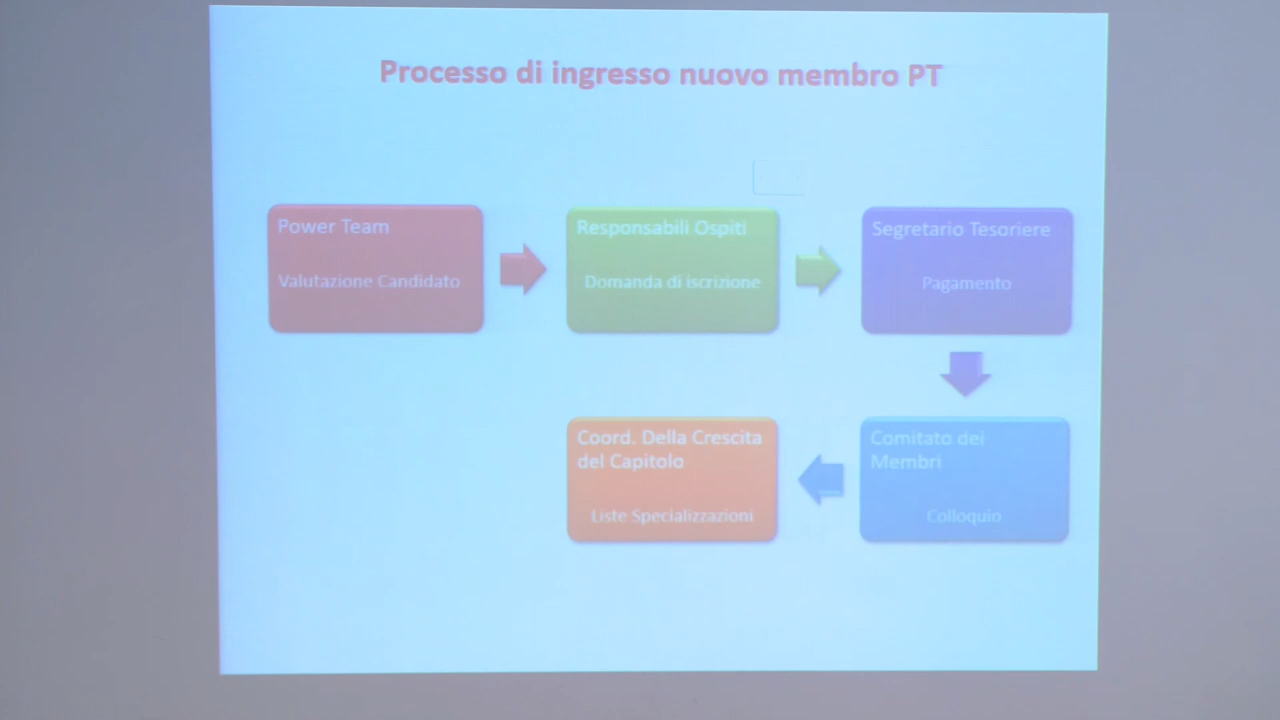 Processo di ingresso nuovo membro PT
Power Team
Valutazione Candidato
Responsabili Ospiti
Domanda di iscrizione
Segretario Tesoriere
Pagamento
Comitato dei
Membri
Colloquio
Coord. Della Crescita
del Capitolo
Liste Specializzazioni